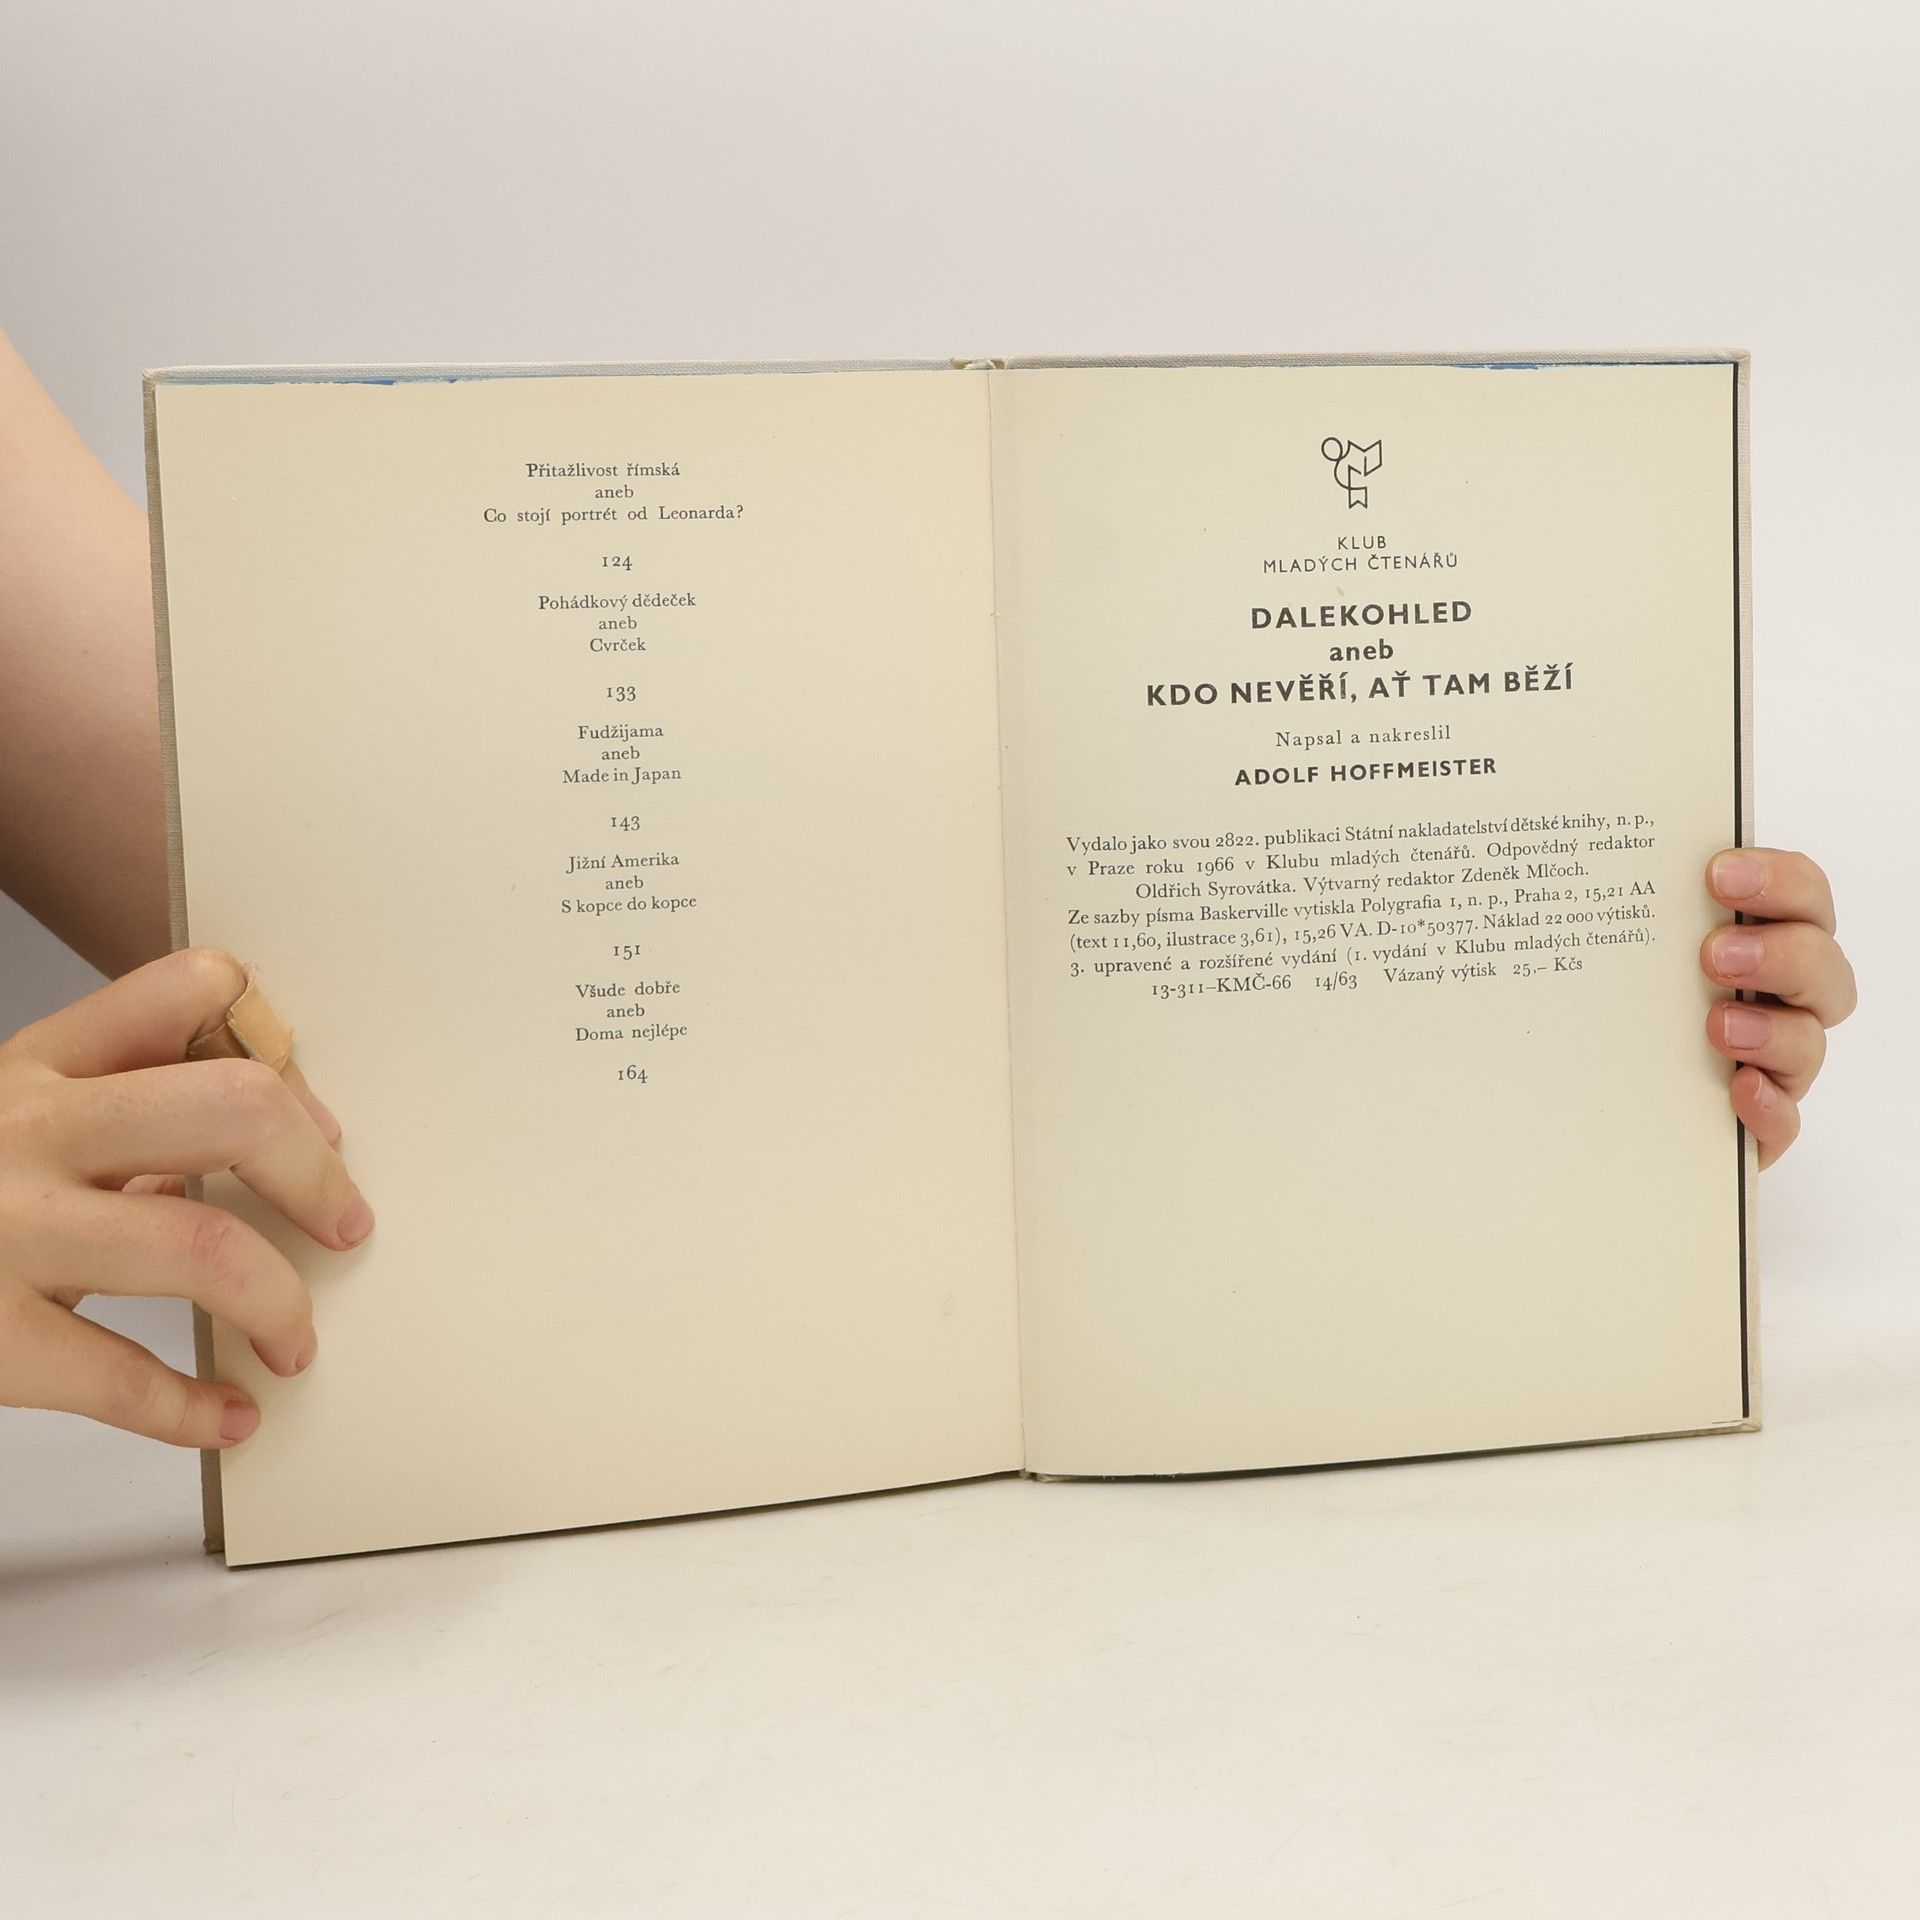 Přitažlivost římská
aneb
Co stojí portrét od Leonarda?
124
Pohádkový dědeček
aneb
Cvrček
133
Fudžijama
aneb
Made in Japan
143
Jižní Amerika
aneb
S kopce do kopce
151
Všude dobře
aneb
Doma nejlépe
164
KLUB
MLADÝCH ČTENÁŘŮ
DALEKOHLED
aneb
KDO NEVĚŘÍ, AŤ TAM BĚŽÍ
Napsal a nakreslil
ADOLF HOFFMEISTER
Vydalo jako svou 2822. publikaci Státní nakladatelství dětské knihy, n. p.,
v Praze roku 1966 v Klubu mladých čtenářů. Odpovědný redaktor
Oldřich Syrovátka. Výtvarný redaktor Zdeněk Mlčoch.
Ze sazby písma Baskerville vytiskla Polygrafia 1, n. p., Praha 2, 15,21 AA
(text 11,60, ilustrace 3,61), 15,26 VA. D-10*50377. Náklad 22 000 výtisků.
3. upravené a rozšířené vydání (1. vydání v Klubu mladých čtenářů).
13-311–KMČ-66 14/63 Vázaný výtisk 25,– Kčs